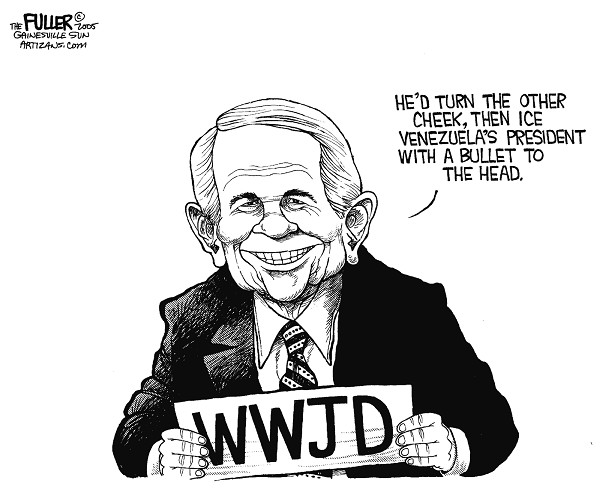 THE FULLER © 2005
GAINESVILLE SUN
ARTIZANS.COM
HE'D TURN THE OTHER
CHEEK, THEN ICE
VENEZUELA'S PRESIDENT
WITH A BULLET TO
THE HEAD.
WWJD